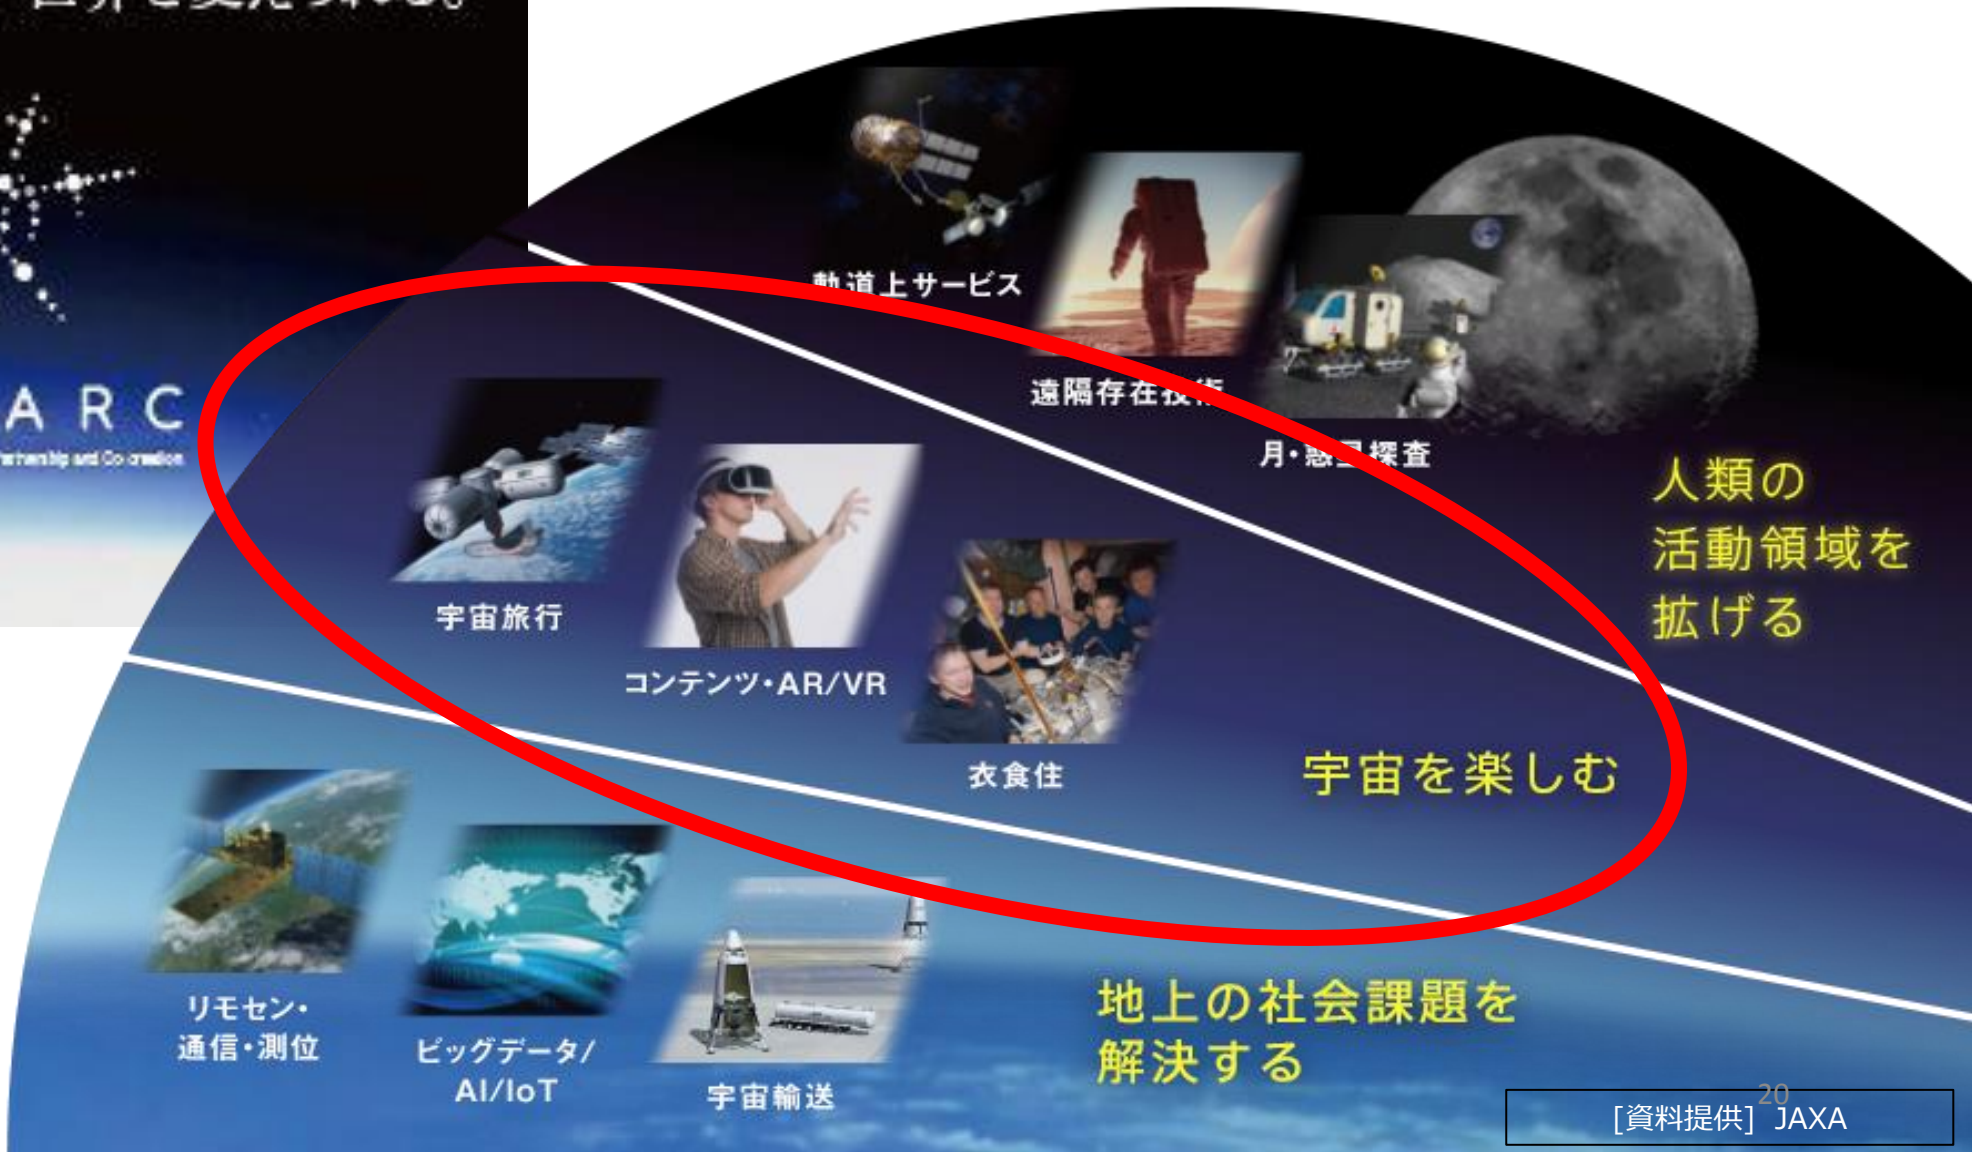 A R C
軌道上サービス
遠隔存在技術
月・惑星探査
人類の
活動領域を
拡げる
宇宙旅行
コンテンツ・AR/VR
衣食住
宇宙を楽しむ
リモセン・
通信・測位
ビッグデータ/
AI/IoT
宇宙輸送
地上の社会課題を
解決する
20
[資料提供] JAXA